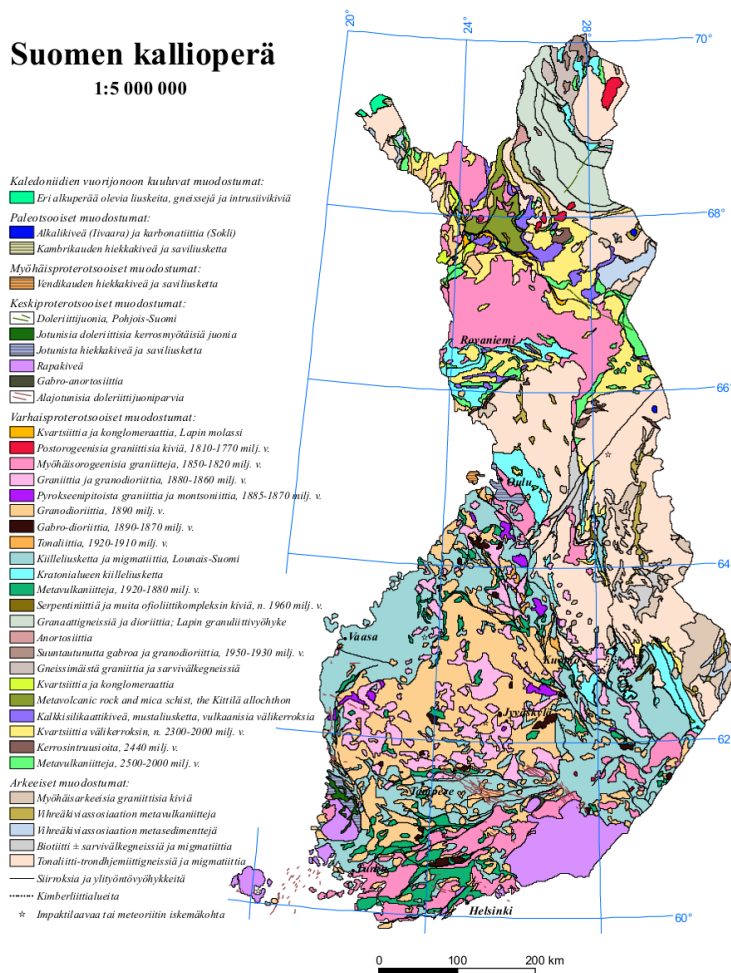 Suomen kallioperä
1:5 000 000
20°
24°
28°
70°
68°
66°
64°
62°
60°
Kaledoniidien vuorijonoon kuuluvat muodostumat:
Eri alkuperää olevia liuskeita, gneissejä ja intrusiivikiviä
Paleotsooiset muodostumat:
Alkalikiveä (Iivaara) ja karbonatiittia (Sokli)
Kambrikauden hiekkakiveä ja saviliusketta
Myöhäisproterotsooiset muodostumat:
Vendikauden hiekkakiveä ja saviliusketta
Keskiproterotsooiset muodostumat:
Doleriittijuonia, Pohjois-Suomi
Jotunisia doleriittisia kerrosmyötäisiä juonia
Jotunista hiekkakiveä ja saviliusketta
Rapakiveä
Gabro-anortosiittia
Alajotunisia doleriittijuoniparvia
Varhaisproterotsooiset muodostumat:
Kvartsiittia ja konglomeraattia, Lapin molassi
Postorogeenisia graniittisia kiviä, 1810-1770 milj. v.
Myöhäisorogeenisia graniitteja, 1850-1820 milj. v.
Graniittia ja granodioriittia, 1880-1860 milj. v.
Pyrokseenipitoista graniittia ja montsoniittia, 1885-1870 milj. v.
Granodioriittia, 1890 milj. v.
Gabro-dioriittia, 1890-1870 milj. v.
Tonaliittia, 1920-1910 milj. v.
Kiilleliusketta ja migmatiittia, Lounais-Suomi
Kratonialueen kiilleliusketta
Metavulkaniitteja, 1920-1880 milj. v.
Serpentiniittiä ja muita ofioliittikompleksin kiviä, n. 1960 milj. v.
Granaattigneissiä ja dioriittia; Lapin granuliittivyöhyke
Anortosiittia
Suuntautunutta gabroa ja granodioriittia, 1950-1930 milj. v.
Gneissimäistä graniittia ja sarvivälkegneissiä
Kvartsiittia ja konglomeraattia
Metavolcanic rock and mica schist, the Kittilä allochthon
Kalkkisilikaattikiveä, mustaliusketta, vulkaanisia välikerroksia
Kvartsiittia välikerroksin, n. 2300-2000 milj. v.
Kerrosintruusioita, 2440 milj. v.
Metavulkaniitteja, 2500-2000 milj. v.
Arkeeiset muodostumat:
Myöhäisarkeeisia graniittisia kiviä
Vihreäkiviassosiaation metavulkaniitteja
Vihreäkiviassosiaation metasedimenttejä
Biotiitti ± sarvivälkegneissiä ja migmatiittia
Tonaliitti-trondhjemiittigneissiä ja migmatiittia
Siirroksia ja ylityöntövyöhykkeitä
Kimberliittialueita
Impaktilaavaa tai meteoriitin iskemäkohta
Rovaniemi
Oulu
Vaasa
Kuopio
Jyväskylä
Tampere
Turku
Helsinki
0 100 200 km